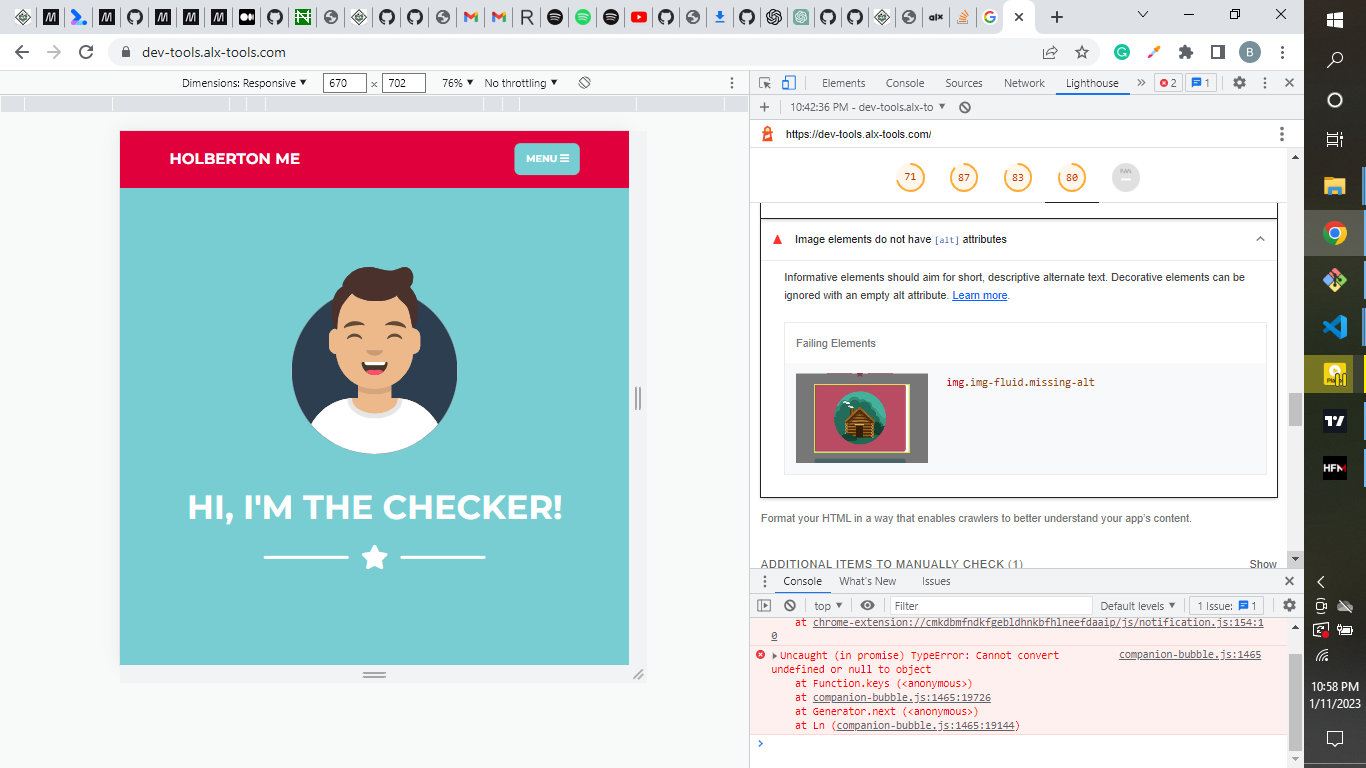 alx
dev-tools.alx-tools.com
B
Dimensions: Responsive
670
x
702
76%
No throttling
Elements
Console
Sources
Network
Lighthouse
»
2
1
10:42:36 PM - dev-tools.alx-to
https://dev-tools.alx-tools.com/
71
87
83
80
PWA
HOLBERTON ME
MENU
HI, I'M THE CHECKER!
Image elements do not have [alt] attributes
Informative elements should aim for short, descriptive alternate text. Decorative elements can be
ignored with an empty alt attribute. Learn more.
Failing Elements
img.img-fluid.missing-alt
Format your HTML in a way that enables crawlers to better understand your app's content.
ADDITIONAL ITEMS TO MANUALLY CHECK (1)
Show
Console
What's New
Issues
top
Filter
Default levels
1 Issue: 1
at chrome-extension://cmkdbmfndkfgebldhnkbfhlneefdaaip/js/notification.js:154:1
0
Uncaught (in promise) TypeError: Cannot convert
companion-bubble.js:1465
undefined or null to object
at Function.keys (<anonymous>)
at companion-bubble.js:1465:19726
at Generator.next (<anonymous>)
at Ln (companion-bubble.js:1465:19144)
HFM
10:58 PM
1/11/2023